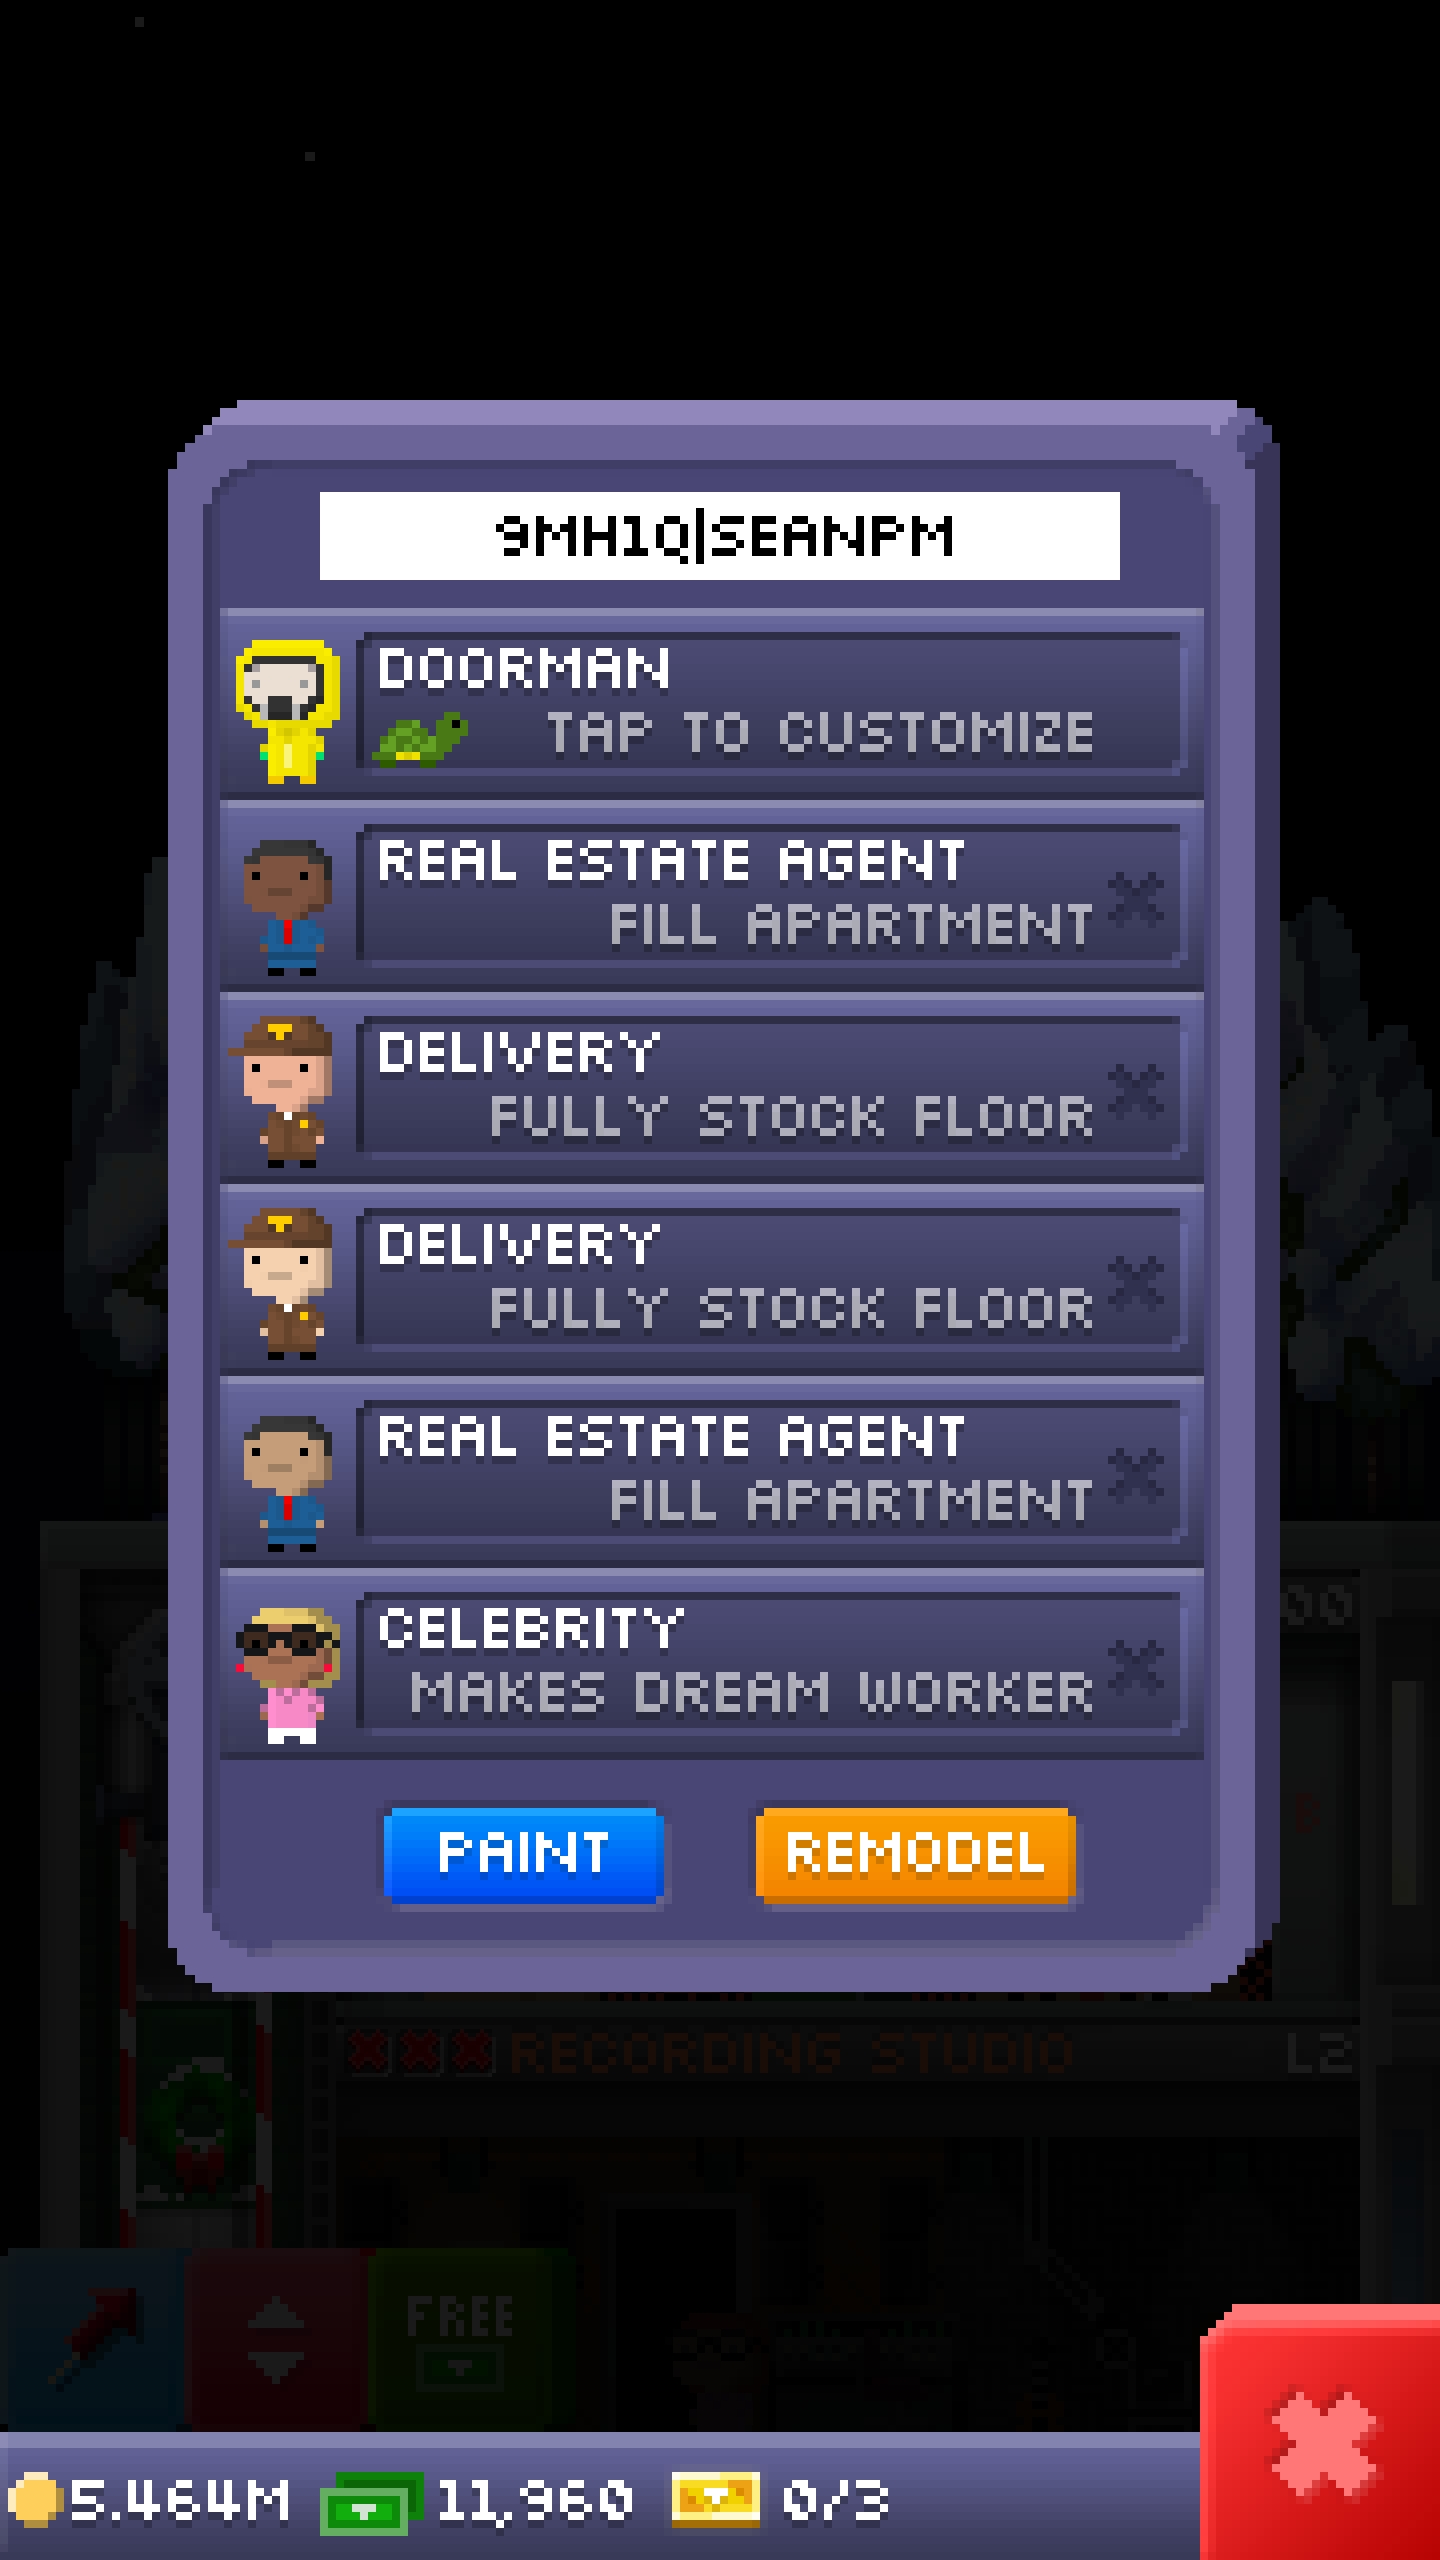 9MH1Q|SEANPM
DOORMAN
TAP TO CUSTOMIZE
REAL ESTATE AGENT
FILL APARTMENT
DELIVERY
FULLY STOCK FLOOR
DELIVERY
FULLY STOCK FLOOR
REAL ESTATE AGENT
FILL APARTMENT
CELEBRITY
MAKES DREAM WORKER
PAINT REMODEL
RECORDING STUDIO L2
FREE
5.464M 11,960 0/3